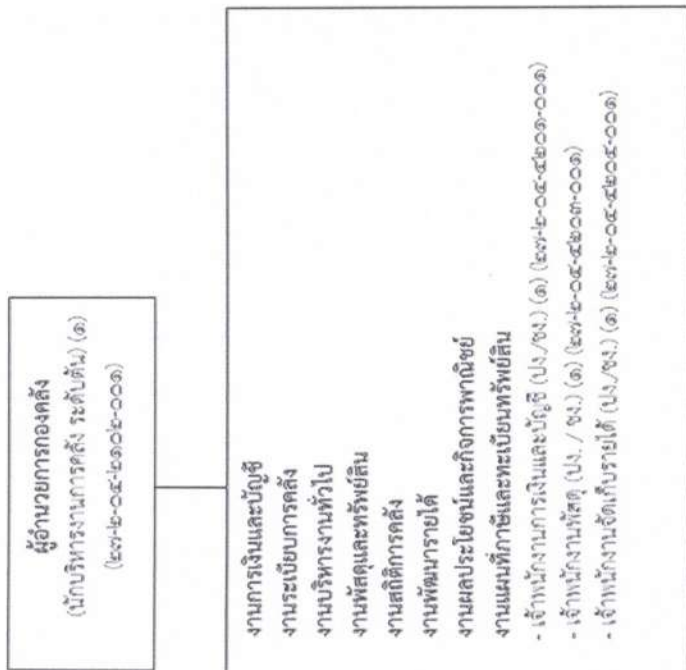 ผู้อำนวยการกองคลัง
(นักบริหารงานการคลัง ระดับต้น) (๑)
(๒๗-๒-๐๔-๒๑๐๒-๐๐๑)
งานการเงินและบัญชี
งานระเบียบการคลัง
งานบริหารงานทั่วไป
งานพัสดุและทรัพย์สิน
งานสถิติการคลัง
งานพัฒนารายได้
งานผลประโยชน์และกิจการพาณิชย์
งานแผนที่ภาษีและทะเบียนทรัพย์สิน
- เจ้าพนักงานการเงินและบัญชี (ปง./ชง.) (๑) (๒๗-๒-๐๔-๔๒๐๑-๐๐๑)
- เจ้าพนักงานพัสดุ (ปง. / ชง.) (๑) (๒๗-๒-๐๔-๔๒๐๓-๐๐๑)
- เจ้าพนักงานจัดเก็บรายได้ (ปง./ชง.) (๑) (๒๗-๒-๐๔-๔๒๐๔-๐๐๑)